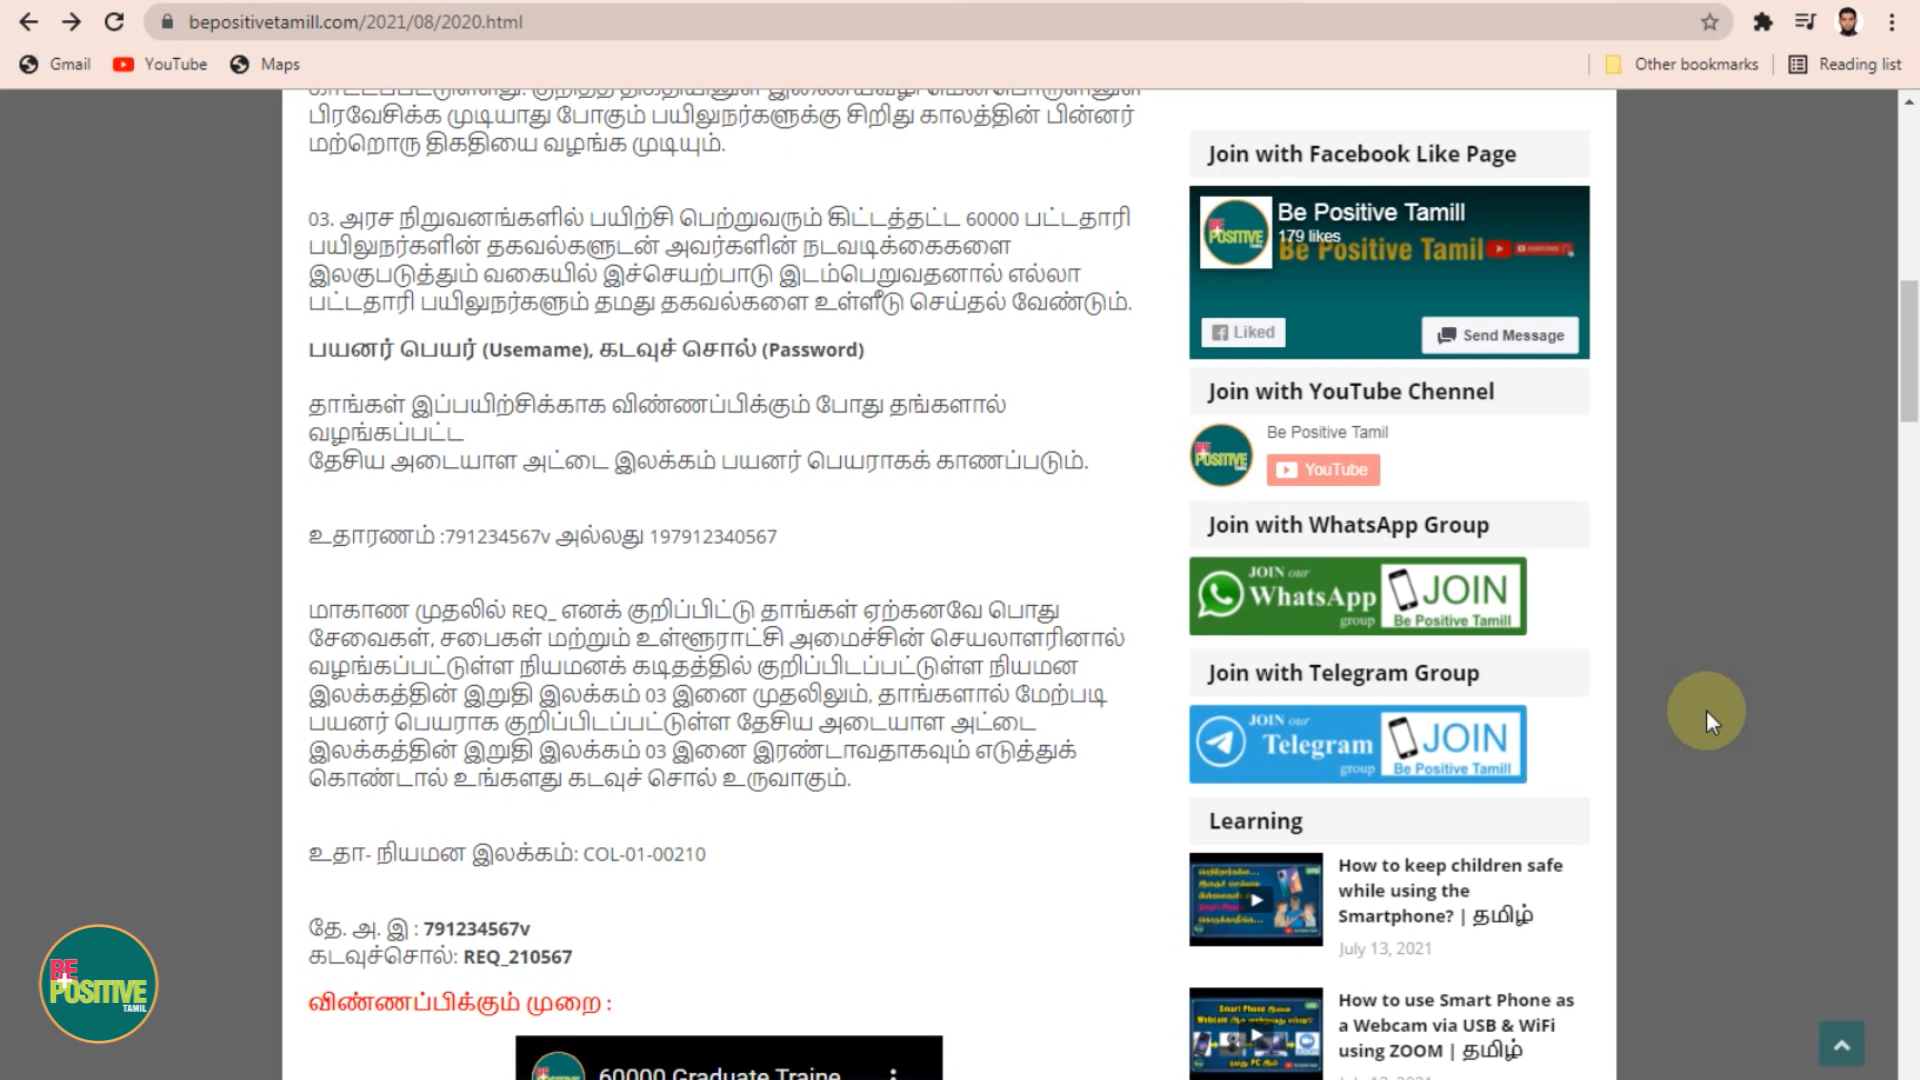 bepositivetamill.com/2021/08/2020.html
Gmail
YouTube
Maps
Other bookmarks
Reading list
பிரவேசிக்க முடியாது போகும் பயிலுநர்களுக்கு சிறிது காலத்தின் பின்னர்
மற்றொரு திகதியை வழங்க முடியும்.
03. அரச நிறுவனங்களில் பயிற்சி பெற்றுவரும் கிட்டத்தட்ட 60000 பட்டதாரி
பயிலுநர்களின் தகவல்களுடன் அவர்களின் நடவடிக்கைகளை
இலகுபடுத்தும் வகையில் இச்செயற்பாடு இடம்பெறுவதனால் எல்லா
பட்டதாரி பயிலுநர்களும் தமது தகவல்களை உள்ளீடு செய்தல் வேண்டும்.
பயனர் பெயர் (Usemame), கடவுச் சொல் (Password)
தாங்கள் இப்பயிற்சிக்காக விண்ணப்பிக்கும் போது தங்களால்
வழங்கப்பட்ட
தேசிய அடையாள அட்டை இலக்கம் பயனர் பெயராகக் காணப்படும்.
உதாரணம் :791234567v அல்லது 197912340567
மாகாண முதலில் REQ_ எனக் குறிப்பிட்டு தாங்கள் ஏற்கனவே பொது
சேவைகள், சபைகள் மற்றும் உள்ளூராட்சி அமைச்சின் செயலாளரினால்
வழங்கப்பட்டுள்ள நியமனக் கடிதத்தில் குறிப்பிடப்பட்டுள்ள நியமன
இலக்கத்தின் இறுதி இலக்கம் 03 இனை முதலிலும், தாங்களால் மேற்படி
பயனர் பெயராக குறிப்பிடப்பட்டுள்ள தேசிய அடையாள அட்டை
இலக்கத்தின் இறுதி இலக்கம் 03 இனை இரண்டாவதாகவும் எடுத்துக்
கொண்டால் உங்களது கடவுச் சொல் உருவாகும்.
உதா- நியமன இலக்கம்: COL-01-00210
தே. அ. இ : 791234567v
கடவுச்சொல்: REQ_210567
விண்ணப்பிக்கும் முறை :
60000 Graduate Traine
Join with Facebook Like Page
POSITIVE
Be Positive Tamill
179 likes
Be Positive Tamil
Liked
Send Message
Join with YouTube Chennel
POSITIVE
Be Positive Tamil
YouTube
Join with WhatsApp Group
JOIN our
WhatsApp
group
JOIN
Be Positive Tamill
Join with Telegram Group
JOIN our
Telegram
group
JOIN
Be Positive Tamill
Learning
How to keep children safe
while using the
Smartphone? | தமிழ்
July 13, 2021
How to use Smart Phone as
a Webcam via USB & WiFi
using ZOOM | தமிழ்
BE
POSITIVE
TAMIL